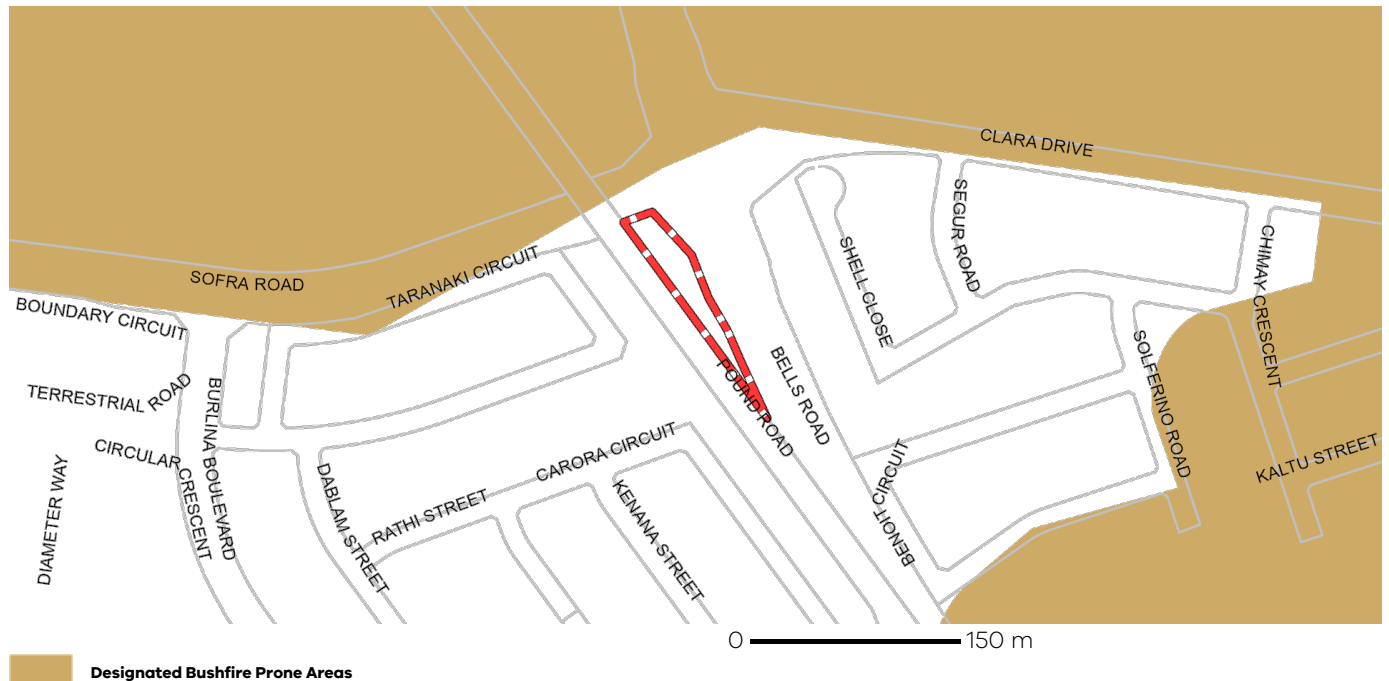 CLARA DRIVE
SEGUR ROAD
CHIMAY CRESCENT
SHELL CLOSE
TARANAKI CIRCUIT
SOFRA ROAD
BOUNDARY CIRCUIT
TERRESTRIAL ROAD
BURLINA BOULEVARD
CIRCULAR CRESCENT
DIAMETER WAY
DABLAM STREET
RATHI STREET
CARORA CIRCUIT
KENANA STREET
POUND ROAD
BELLS ROAD
BENOIT CIRCUIT
SOLFERINO ROAD
KALTU STREET
0 150 m
Designated Bushfire Prone Areas